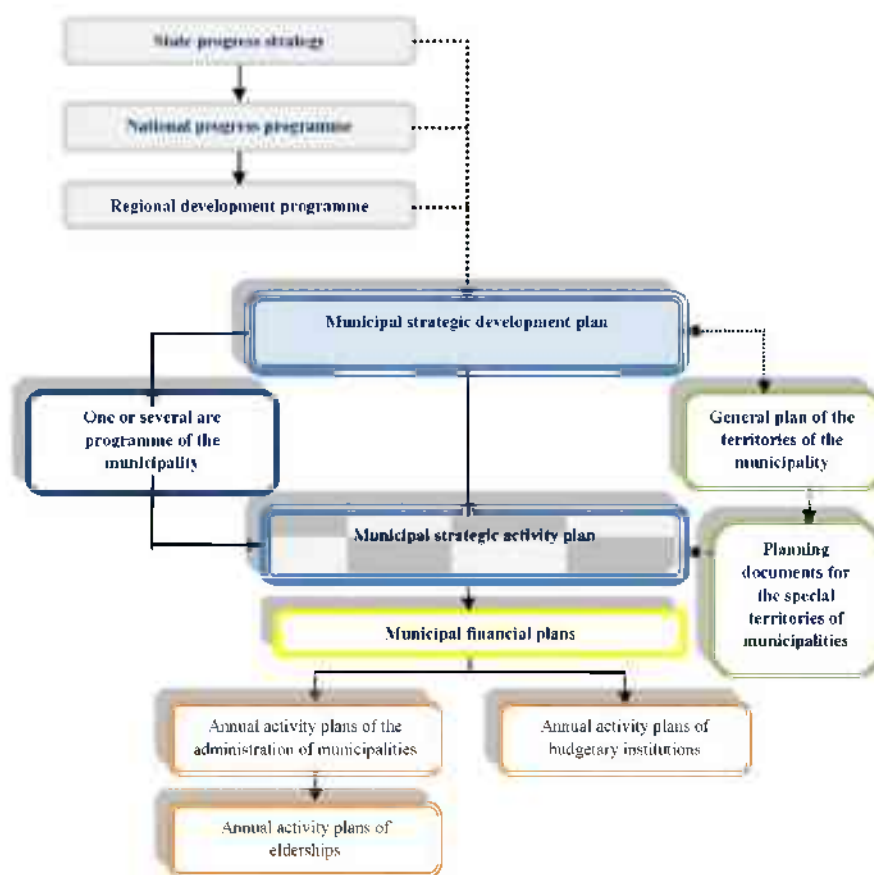 State progress strategy
National progress programme
Regional development programme
Municipal strategic development plan
One or several are
programme of the
municipality
General plan of the
territories of the
municipality
Municipal strategic activity plan
Planning
documents for
the special
territories of
municipalities
Municipal financial plans
Annual activity plans of the
administration of municipalities
Annual activity plans of
budgetary institutions
Annual activity plans of
elderships